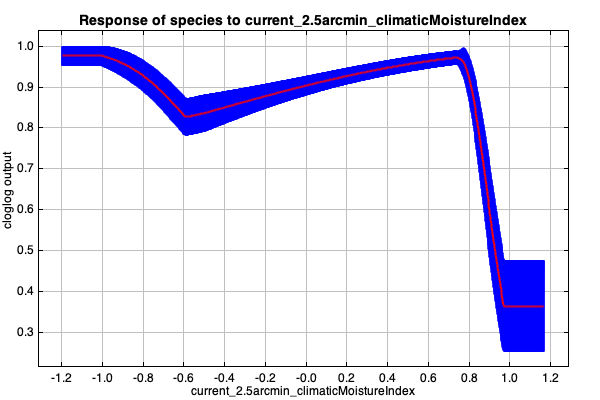 Response of species to current_2.5arcmin_climaticMoistureIndex
cloglog output
1.0
0.9
0.8
0.7
0.6
0.5
0.4
0.3
-1.2 -1.0 -0.8 -0.6 -0.4 -0.2 -0.0 0.2 0.4 0.6 0.8 1.0 1.2
current_2.5arcmin_climaticMoistureIndex